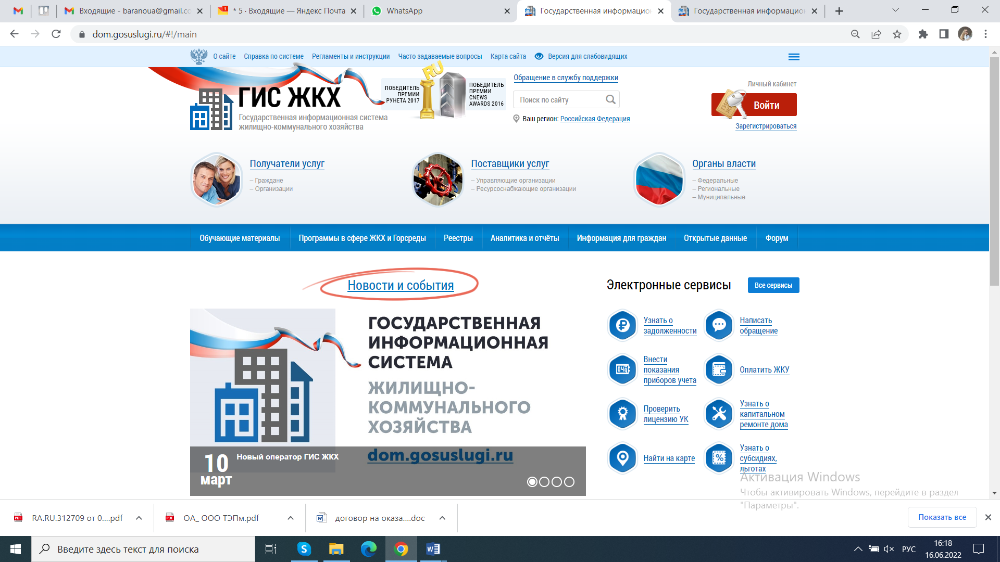 Входящие - baranoua@gmail.co
* 5 · Входящие — Яндекс Почта
WhatsApp
Государственная информацион
Государственная информацион
dom.gosuslugi.ru/#!/main
О сайте
Справка по системе
Регламенты и инструкции
Часто задаваемые вопросы
Карта сайта
Версия для слабовидящих
ГИС ЖКХ
Государственная информационная система
жилищно-коммунального хозяйства
ПОБЕДИТЕЛЬ
ПРЕМИИ
РУНЕТА 2017
RU
ПОБЕДИТЕЛЬ
ПРЕМИИ
CNEWS
AWARDS 2016
Обращение в службу поддержки
Поиск по сайту
Ваш регион: Российская Федерация
Личный кабинет
Войти
Зарегистрироваться
Получатели услуг
– Граждане
– Организации
Поставщики услуг
– Управляющие организации
– Ресурсоснабжающие организации
Органы власти
– Федеральные
– Региональные
– Муниципальные
Обучающие материалы
Программы в сфере ЖКХ и Горсреды
Реестры
Аналитика и отчёты
Информация для граждан
Открытые данные
Форум
Новости и события
ГОСУДАРСТВЕННАЯ
ИНФОРМАЦИОННАЯ
СИСТЕМА
ЖИЛИЩНО-
КОММУНАЛЬНОГО
ХОЗЯЙСТВА
dom.gosuslugi.ru
10
март
Новый оператор ГИС ЖКХ
Электронные сервисы
Все сервисы
Узнать о
задолженности
Написать
обращение
Внести
показания
приборов учета
Оплатить ЖКУ
Проверить
лицензию УК
Узнать о
капитальном
ремонте дома
Найти на карте
Узнать о
субсидиях,
льготах
Активация Windows
Чтобы активировать Windows, перейдите в раздел
"Параметры".
RA.RU.312709 от 0....pdf
ОА_ ООО ТЭПм.pdf
договор на оказа....doc
Показать все
Введите здесь текст для поиска
РУС
16:18
16.06.2022